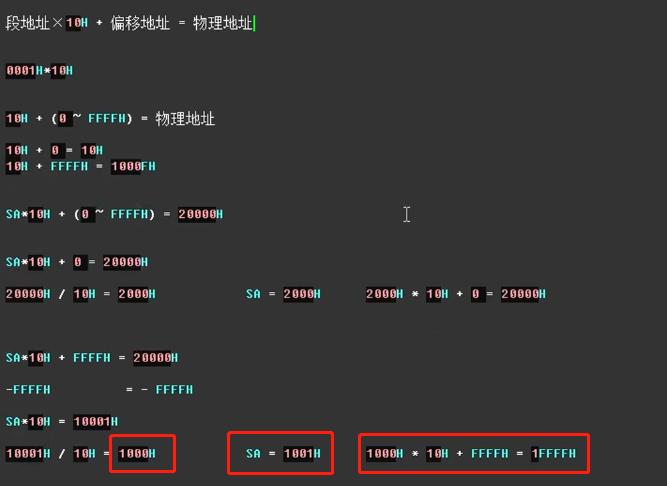 段地址×10H + 偏移地址 = 物理地址
0001H*10H
10H + (0 ~ FFFFH) = 物理地址
10H + 0 = 10H
10H + FFFFH = 1000FH
SA*10H + (0 ~ FFFFH) = 20000H
SA*10H + 0 = 20000H
20000H / 10H = 2000H SA = 2000H 2000H * 10H + 0 = 20000H
SA*10H + FFFFH = 20000H
-FFFFH = - FFFFH
SA*10H = 10001H
10001H / 10H = 1000H SA = 1001H 1000H * 10H + FFFFH = 1FFFFH